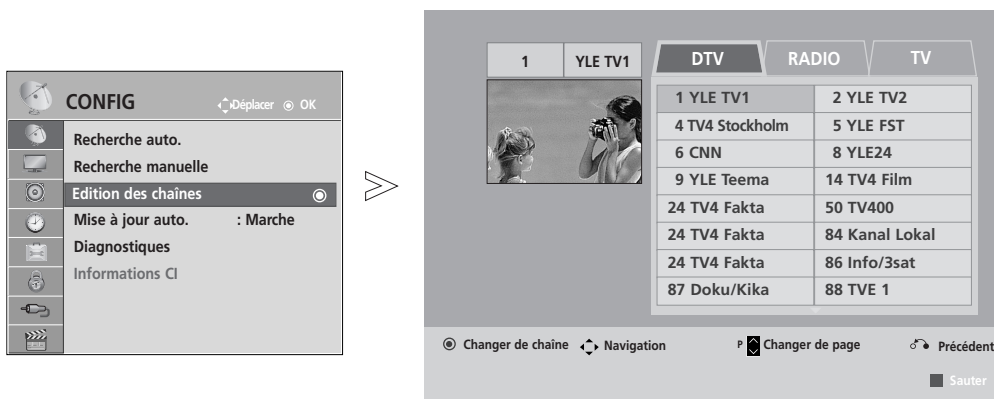 CONFIG Déplacer OK
Recherche auto.
Recherche manuelle
Edition des chaînes
Mise à jour auto. : Marche
Diagnostiques
Informations CI
1 YLE TV1
DTV RADIO TV
1 YLE TV1 2 YLE TV2
4 TV4 Stockholm 5 YLE FST
6 CNN 8 YLE24
9 YLE Teema 14 TV4 Film
24 TV4 Fakta 50 TV400
24 TV4 Fakta 84 Kanal Lokal
24 TV4 Fakta 86 Info/3sat
87 Doku/Kika 88 TVE 1
Changer de chaîne Navigation P Changer de page Précédent
Sauter